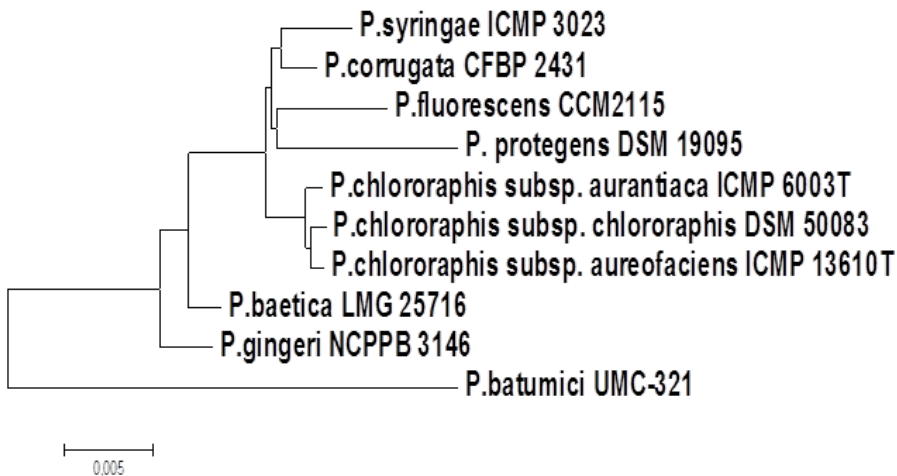 P.syringae ICMP 3023
P.corrugata CFBP 2431
P.fluorescens CCM2115
P. protegens DSM 19095
P.chlororaphis subsp. aurantiaca ICMP 6003T
P.chlororaphis subsp. chlororaphis DSM 50083
P.chlororaphis subsp. aureofaciens ICMP 13610T
P.baetica LMG 25716
P.gingeri NCPPB 3146
P.batumici UMC-321
0,005